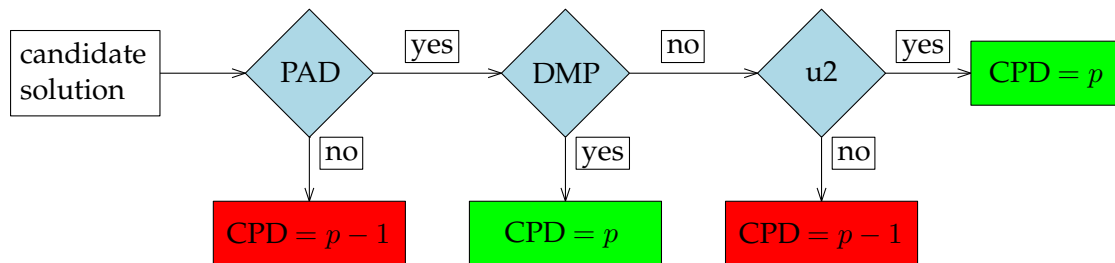 candidate
solution
PAD
yes
DMP
no
u2
yes
CPD = p
no
yes
no
CPD = p − 1
CPD = p
CPD = p − 1